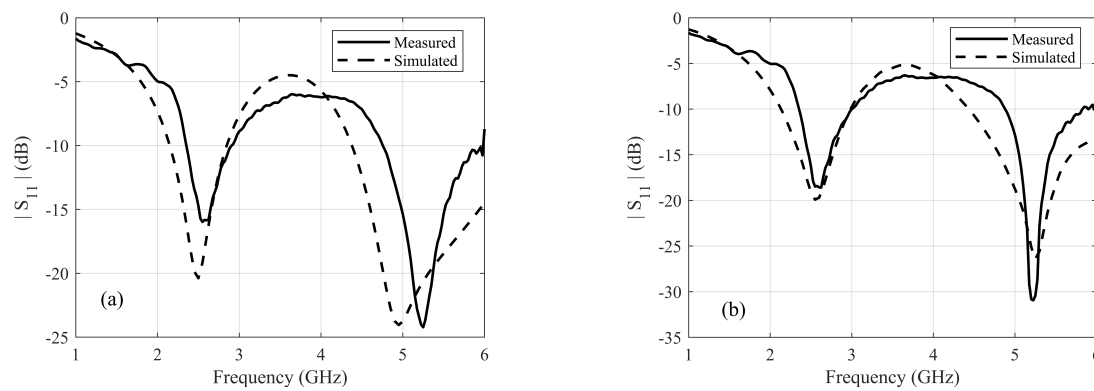 0
-5
-10
-15
-20
-25
| S11 | (dB)
Measured
Simulated
(a)
1 2 3 4 5 6
Frequency (GHz)
0
-5
-10
-15
-20
-25
-30
-35
| S11 | (dB)
Measured
Simulated
(b)
1 2 3 4 5 6
Frequency (GHz)